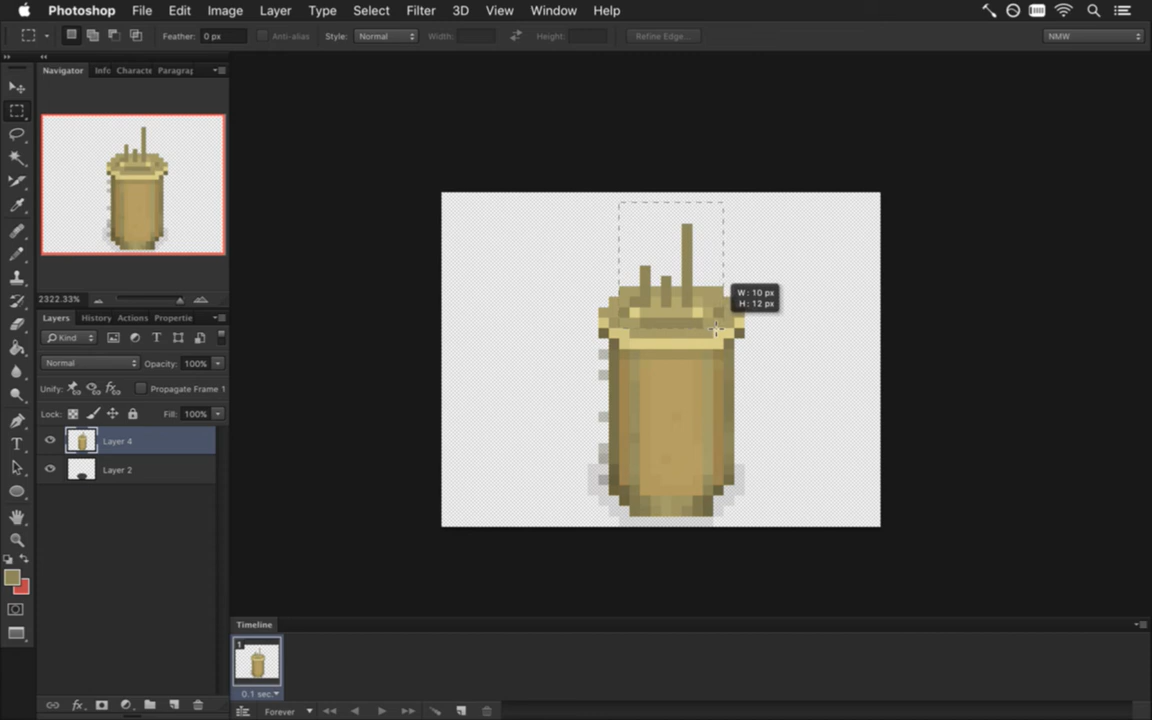 Photoshop File Edit Image Layer Type Select Filter 3D View Window Help
Feather: 0 px Anti-alias Style: Normal Width: Height: Refine Edge... NMW
Navigator Info Characte Paragrap
2322.33%
Layers History Actions Propertie
Kind
Normal Opacity: 100%
Unify: Propagate Frame 1
Lock: Fill: 100%
Layer 4
Layer 2
W: 10 px
H: 12 px
Timeline
1
0.1 sec.
Forever